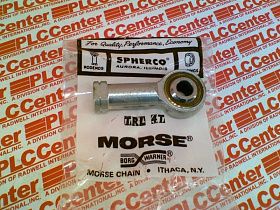 For Quality, Performance, Economy
SPHERCO
AURORA, ILLINOIS
RODENDS
TRE 4L
MORSE®
BORG WARNER®
MORSE CHAIN • ITHACA, N.Y.
PLCCenter
A DIVISION OF RADWELL INTERNATIONAL